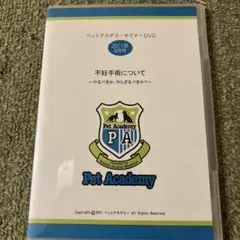 ペットアカデミーセミナーDVD
2011年
5月号
不妊手術について
〜やるべきか、やらざるべきか〜
PA
Pet Academy
Copyright © 2011 ペットアカデミー All Rights Reserved.